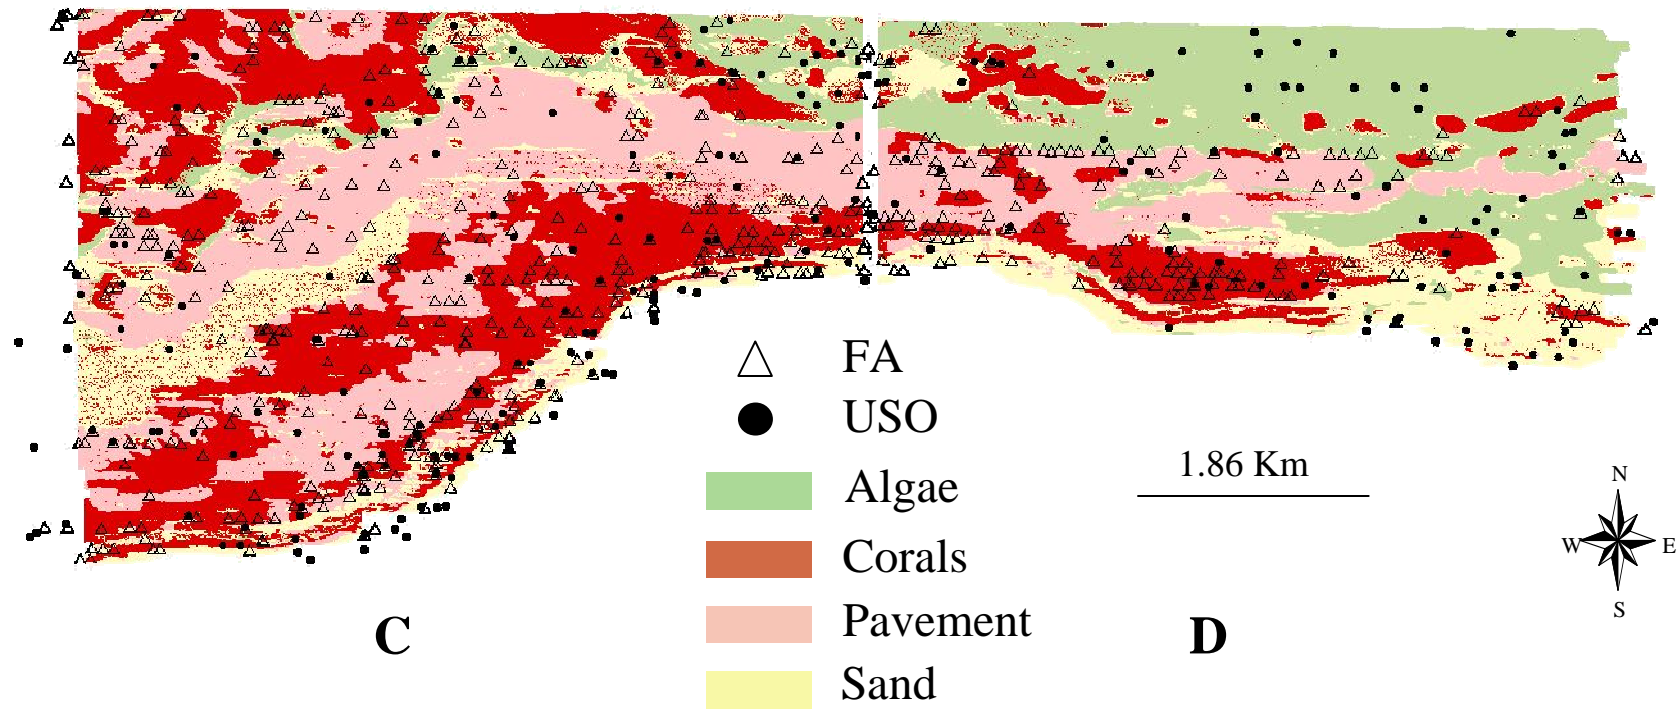 FA
USO
Algae
1.86 Km
N
Corals
W
E
S
Pavement
C
D
Sand